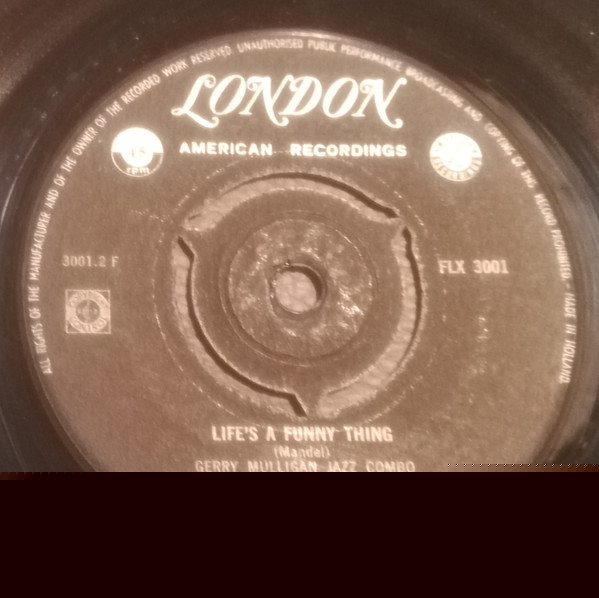 ALL RIGHTS OF THE MANUFACTURER AND OF THE OWNER OF THE RECORDED WORK RESERVED UNAUTHORISED PUBLIC PERFORMANCE BROADCASTING AND COPYING OF THIS RECORD PROHIBITED - MADE IN HOLLAND
LONDON
AMERICAN RECORDINGS
45
rpm
3001.2 F
FLX 3001
LIFE'S A FUNNY THING
(Mandel)
GERRY MULLIGAN JAZZ COMBO